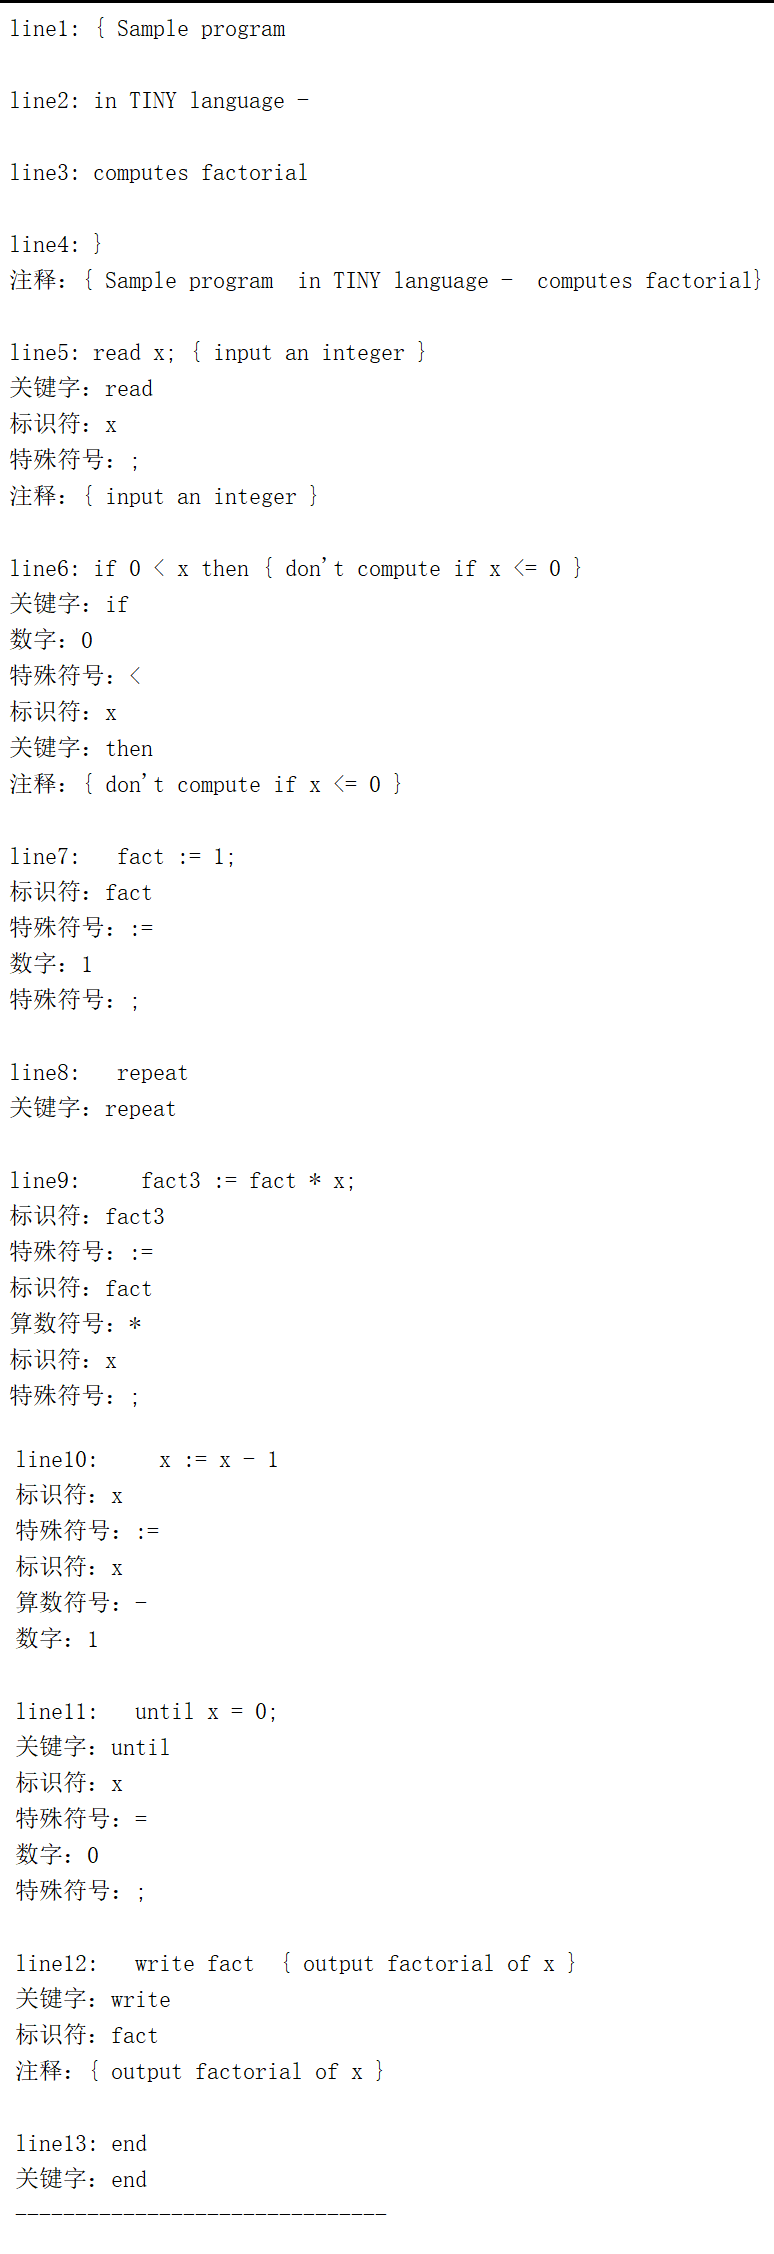 line1: { Sample program
line2: in TINY language -
line3: computes factorial
line4: }
注释：{ Sample program  in TINY language -  computes factorial}
line5: read x; { input an integer }
关键字：read
标识符：x
特殊符号：;
注释：{ input an integer }
line6: if 0 < x then { don't compute if x <= 0 }
关键字：if
数字：0
特殊符号：<
标识符：x
关键字：then
注释：{ don't compute if x <= 0 }
line7:   fact := 1;
标识符：fact
特殊符号：:=
数字：1
特殊符号：;
line8:   repeat
关键字：repeat
line9:     fact3 := fact * x;
标识符：fact3
特殊符号：:=
标识符：fact
算数符号：*
标识符：x
特殊符号：;
line10:     x := x - 1
标识符：x
特殊符号：:=
标识符：x
算数符号：-
数字：1
line11:   until x = 0;
关键字：until
标识符：x
特殊符号：=
数字：0
特殊符号：;
line12:   write fact  { output factorial of x }
关键字：write
标识符：fact
注释：{ output factorial of x }
line13: end
关键字：end
-------------------------------